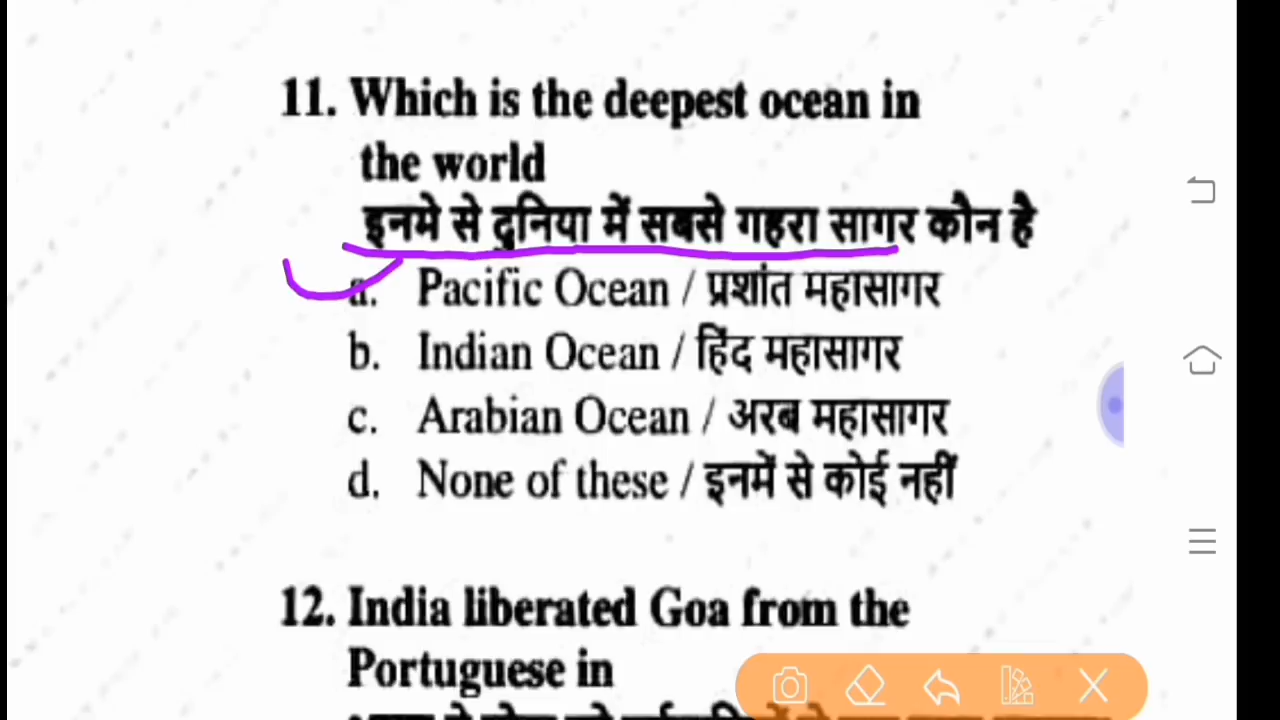 11. Which is the deepest ocean in
the world
इनमे से दुनिया में सबसे गहरा सागर कौन है
a. Pacific Ocean / प्रशांत महासागर
b. Indian Ocean / हिंद महासागर
c. Arabian Ocean / अरब महासागर
d. None of these / इनमें से कोई नहीं
12. India liberated Goa from the
Portuguese in